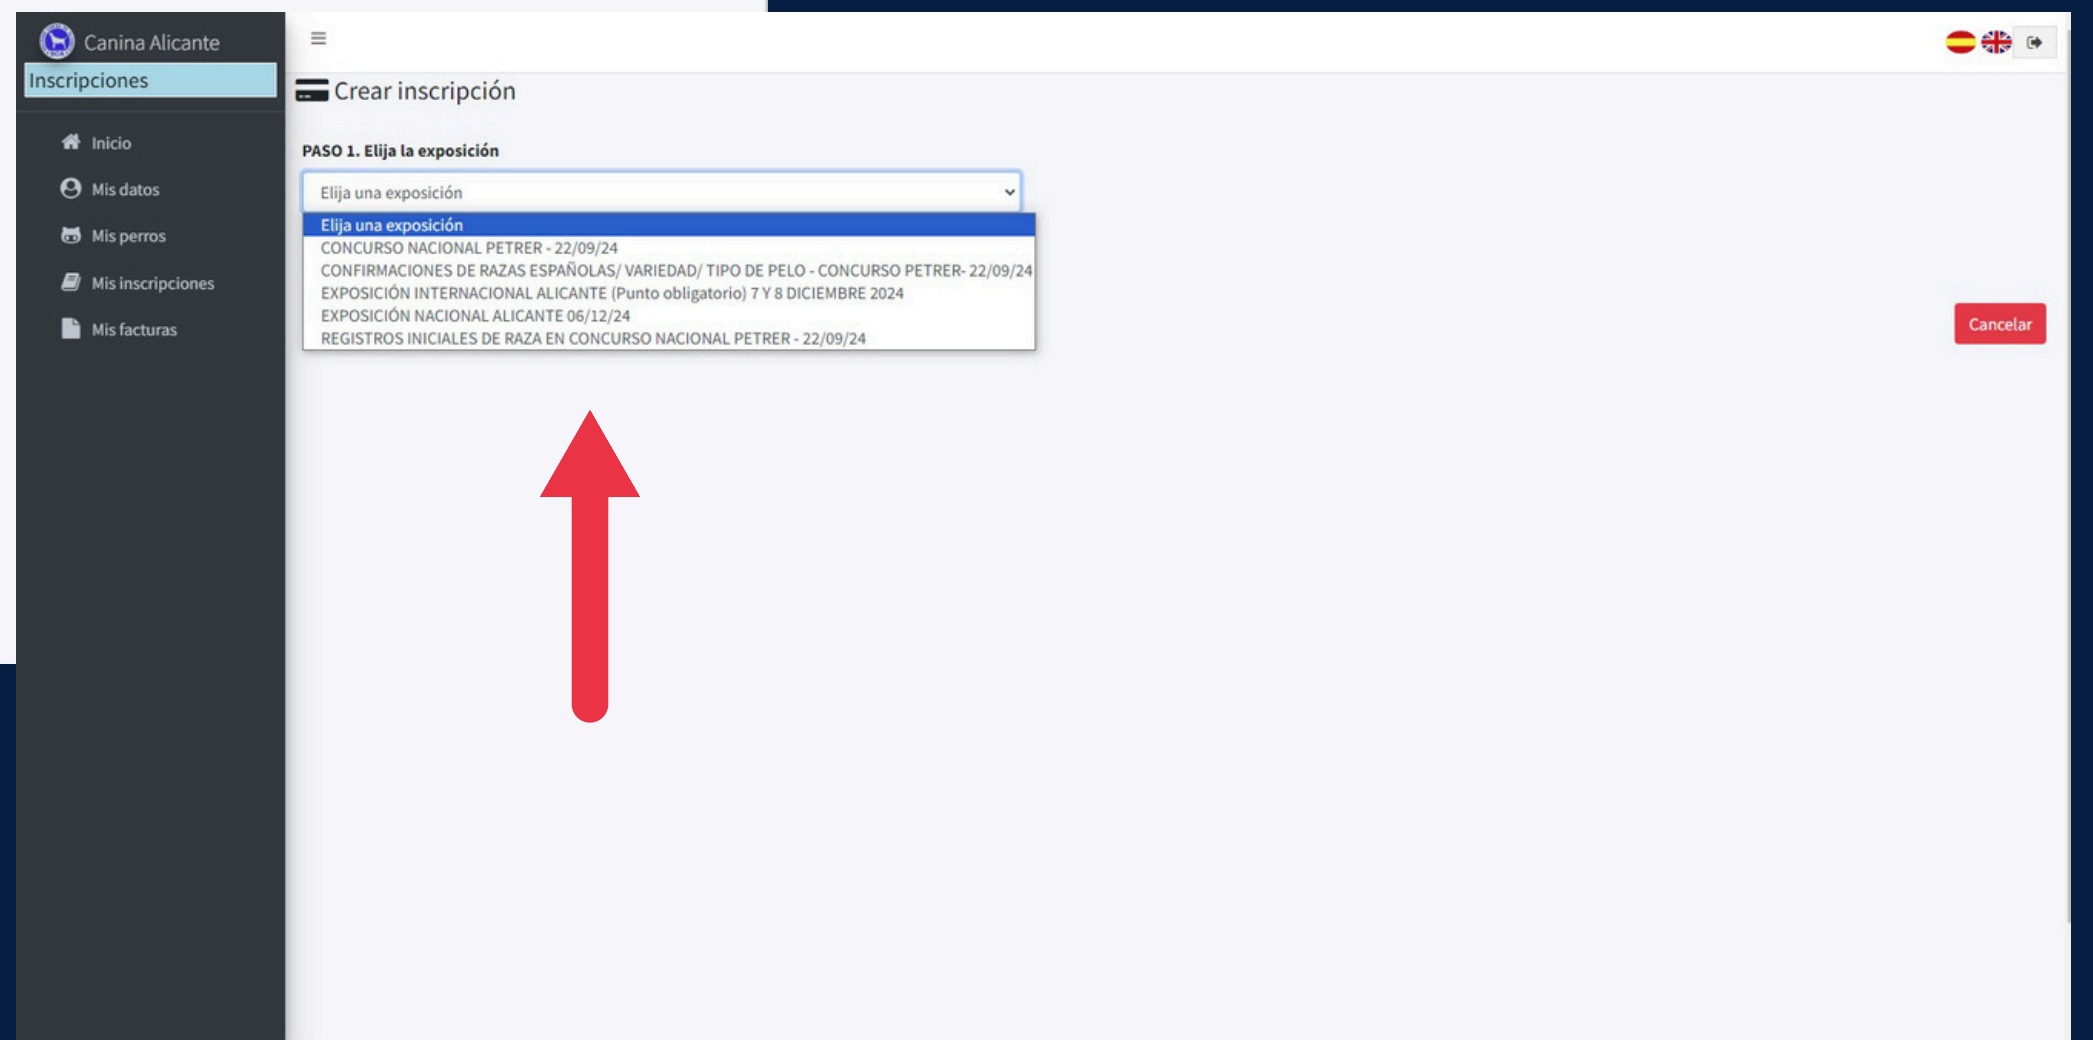 Canina Alicante
Inscripciones
Inicio
Mis datos
Mis perros
Mis inscripciones
Mis facturas
Crear inscripción
PASO 1. Elija la exposición
Elija una exposición
Elija una exposición
CONCURSO NACIONAL PETRER - 22/09/24
CONFIRMACIONES DE RAZAS ESPAÑOLAS/ VARIEDAD/ TIPO DE PELO - CONCURSO PETRER- 22/09/24
EXPOSICIÓN INTERNACIONAL ALICANTE (Punto obligatorio) 7 Y 8 DICIEMBRE 2024
EXPOSICIÓN NACIONAL ALICANTE 06/12/24
REGISTROS INICIALES DE RAZA EN CONCURSO NACIONAL PETRER - 22/09/24
Cancelar